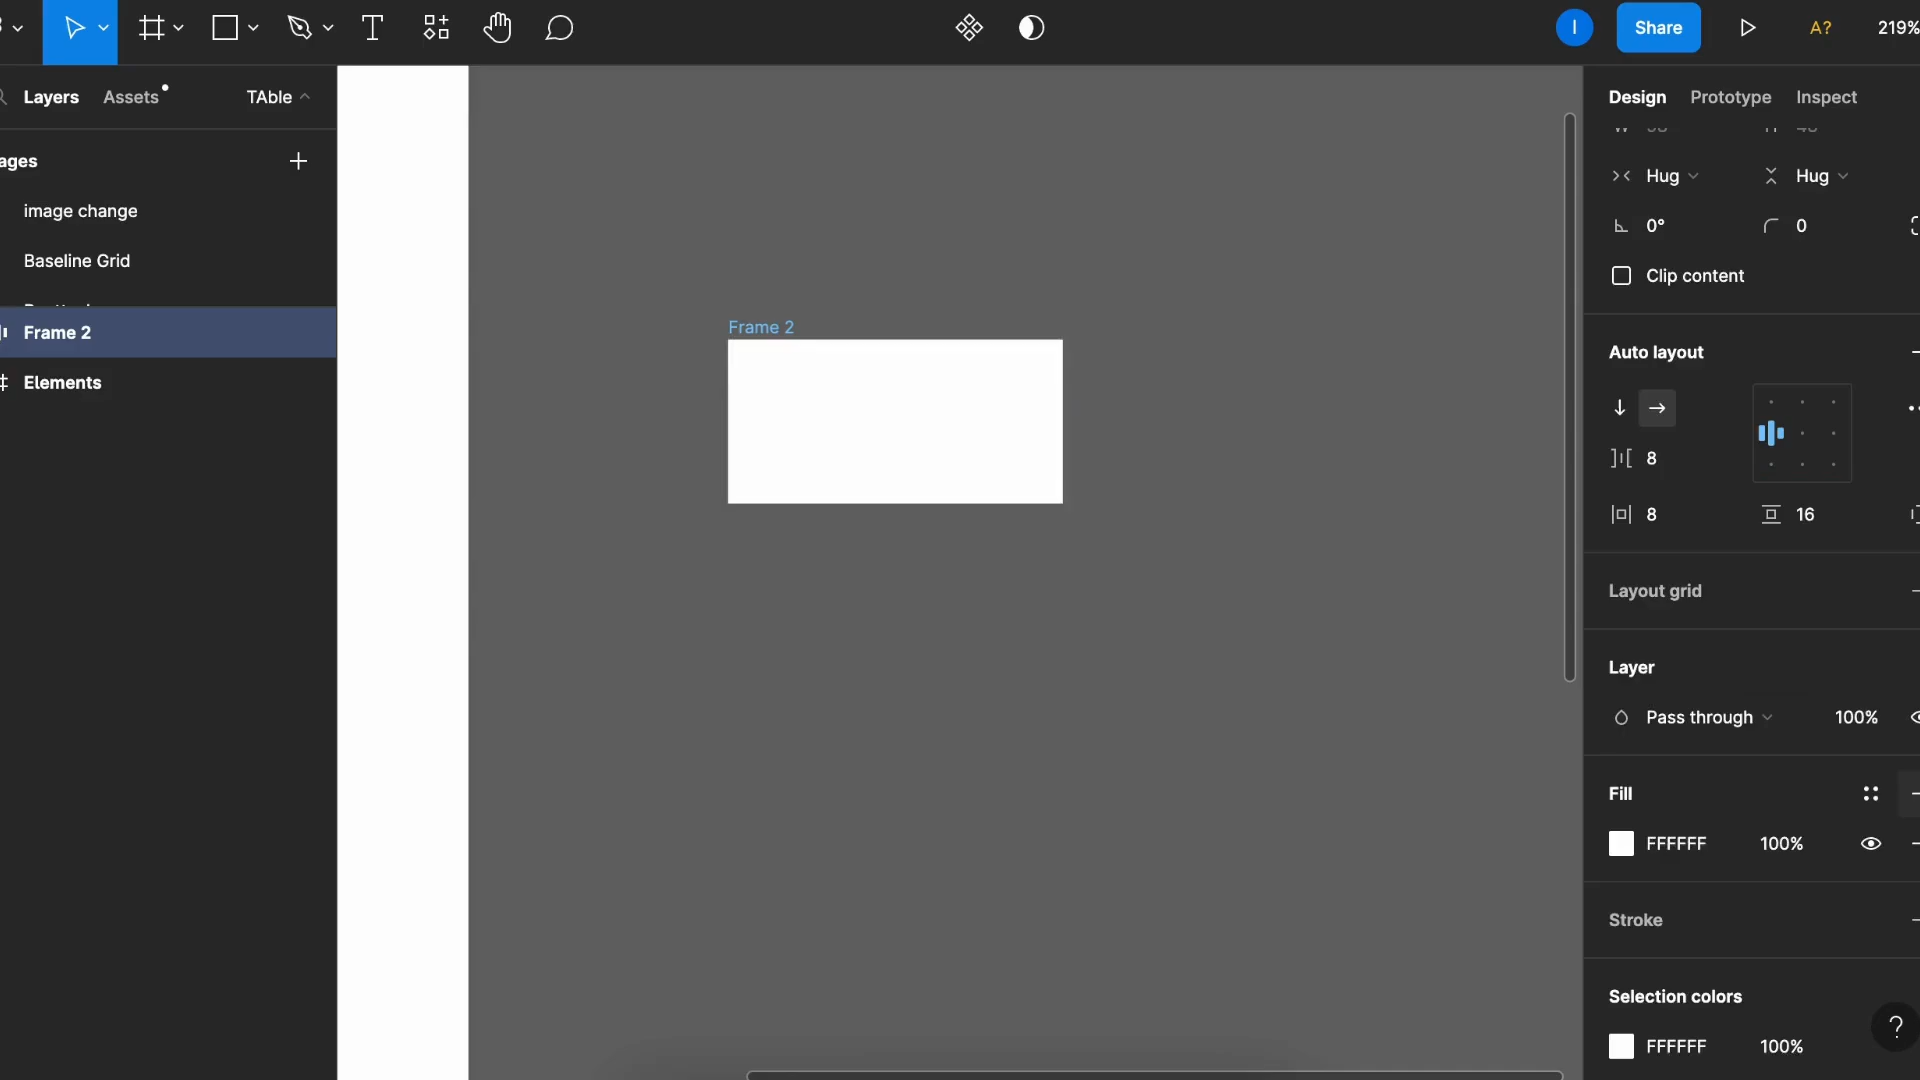 I
Share
A?
219%
Layers
Assets
TAble
ages
image change
Baseline Grid
Frame 2
Elements
Frame 2
Design
Prototype
Inspect
Hug
Hug
0°
0
Clip content
Auto layout
8
8
16
Layout grid
Layer
Pass through
100%
Fill
FFFFFF
100%
Stroke
Selection colors
FFFFFF
100%
?